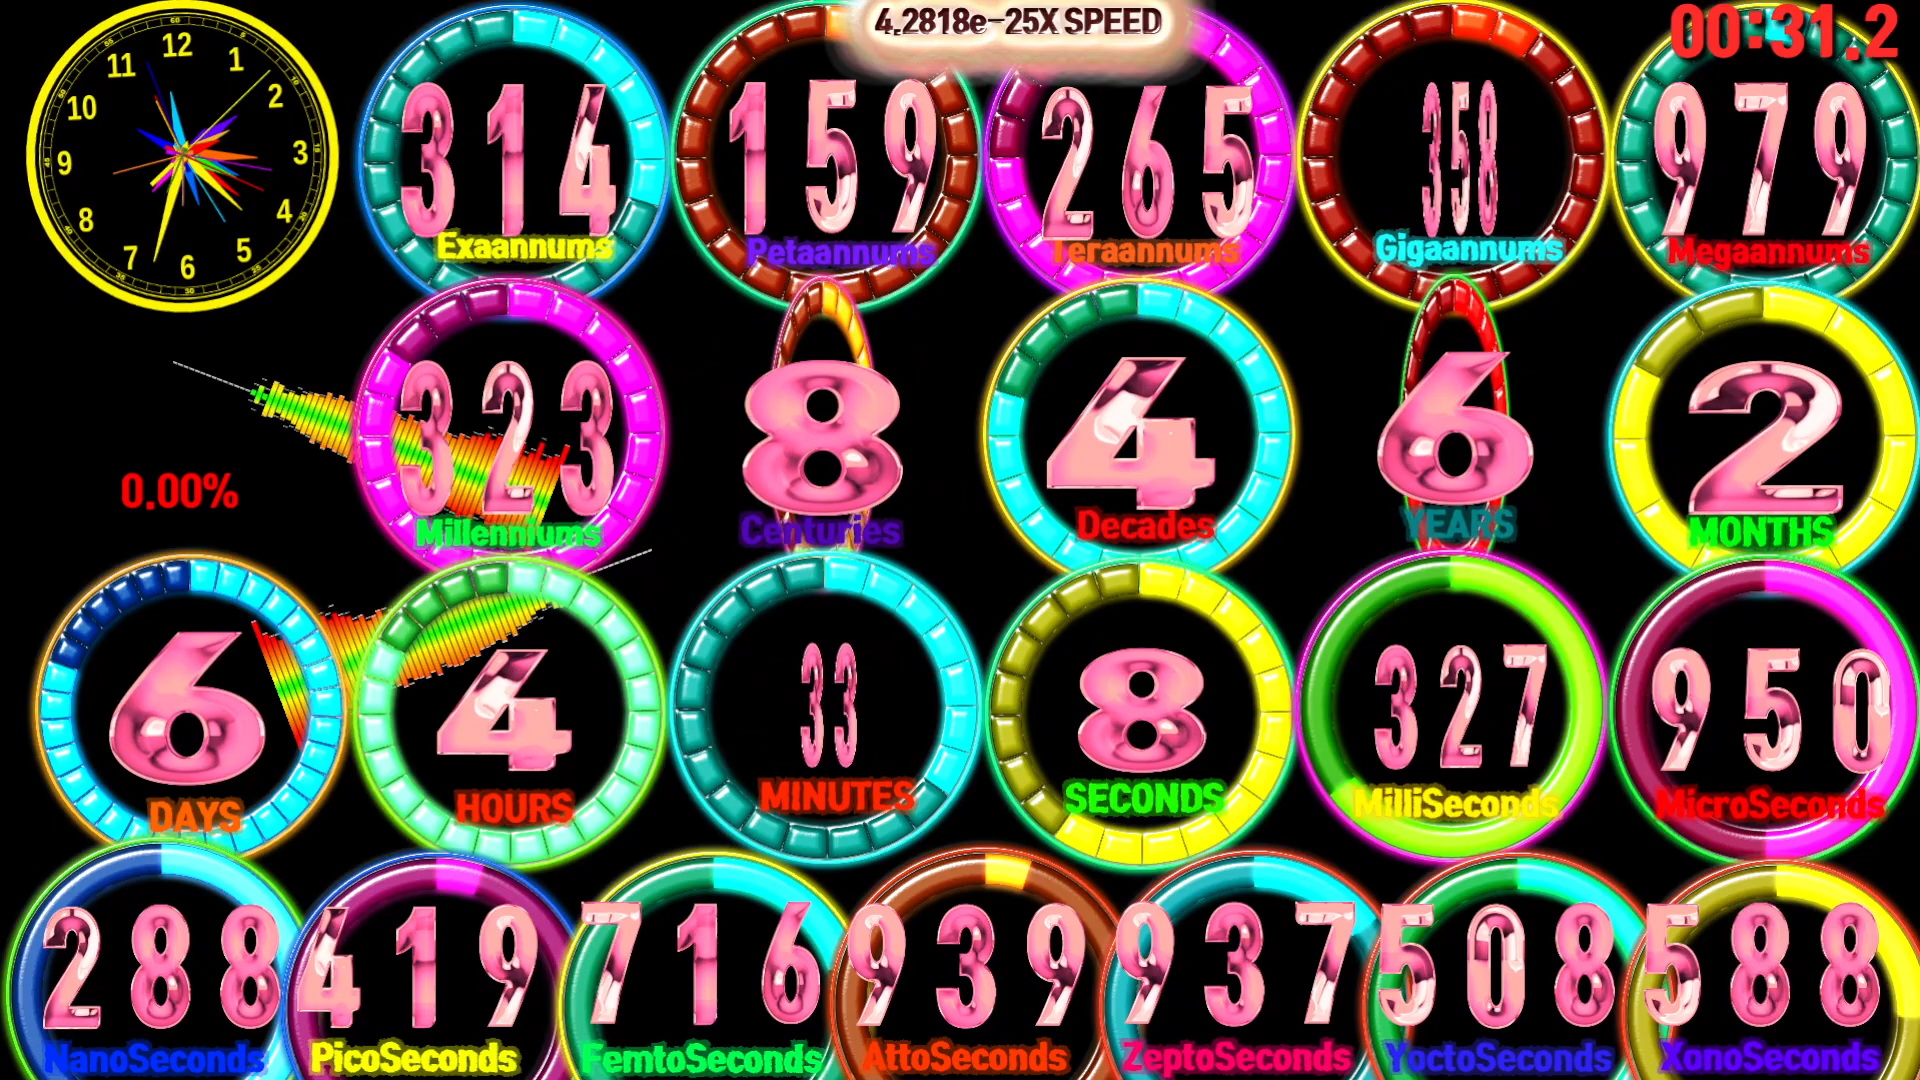 4.2818e-25X SPEED
00:31.2
12 1 2 3 4 5 6 7 8 9 10 11
314 159 265 358 979
Exaannums Petaannums Teraannums Gigaannums Megaannums
323 8 4 6 2
Millenniums Centuries Decades YEARS MONTHS
0.00%
6 4 33 8 327 950
DAYS HOURS MINUTES SECONDS MilliSeconds MicroSeconds
288 419 716 939 937 508 588
NanoSeconds PicoSeconds FemtoSeconds AttoSeconds ZeptoSeconds YoctoSeconds XonoSeconds